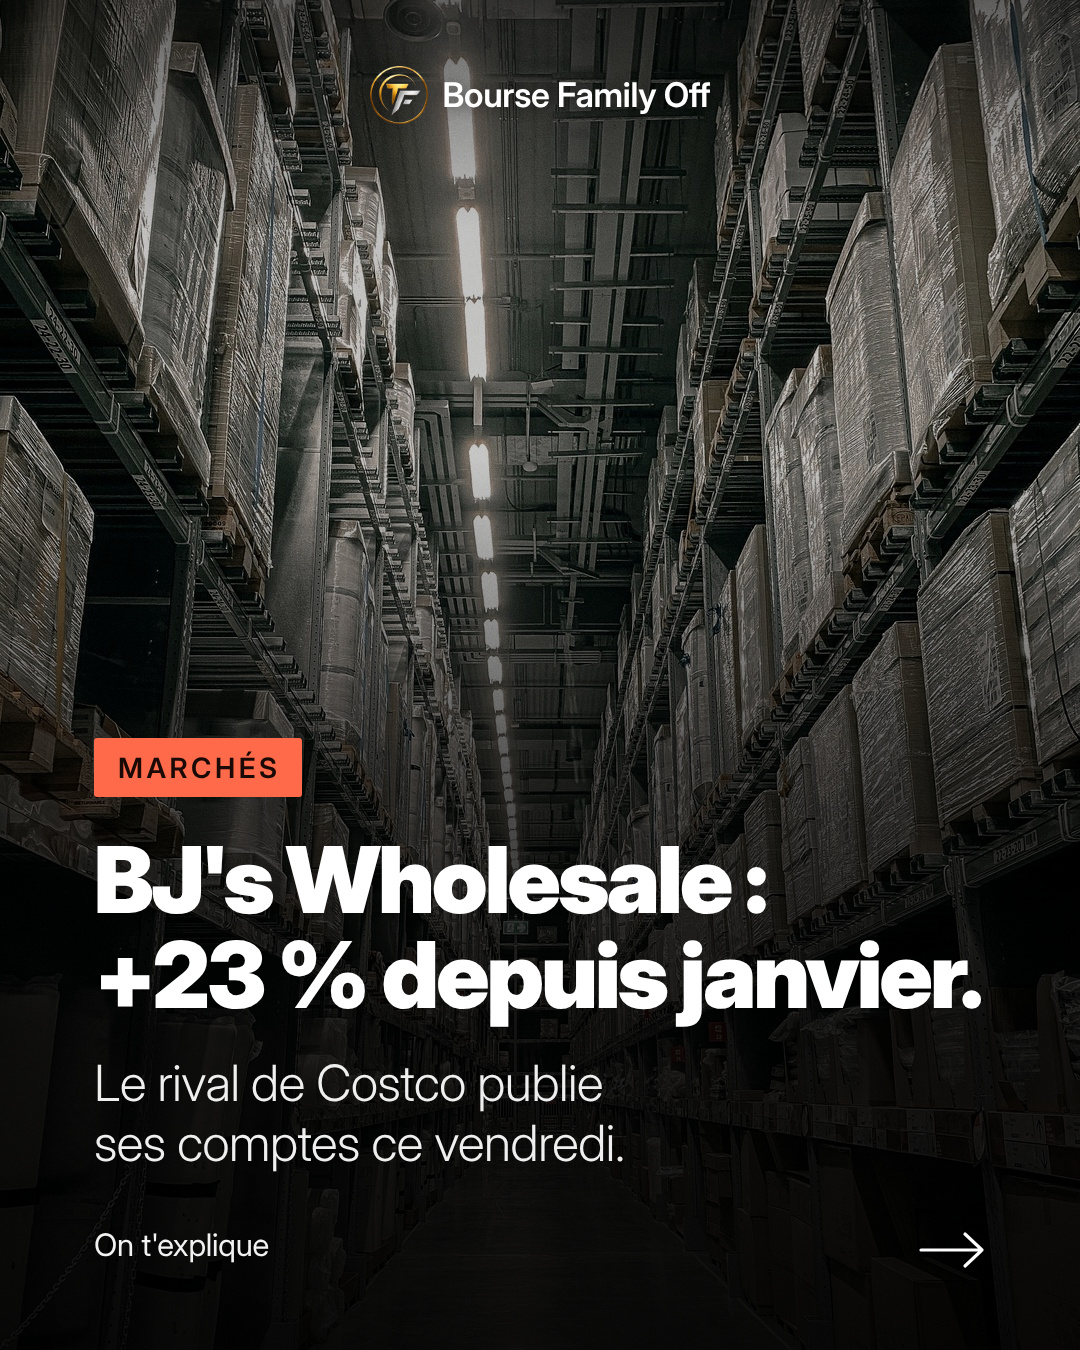 TF Bourse Family Off
MARCHÉS
BJ's Wholesale :
+23 % depuis janvier.
Le rival de Costco publie
ses comptes ce vendredi.
On t'explique